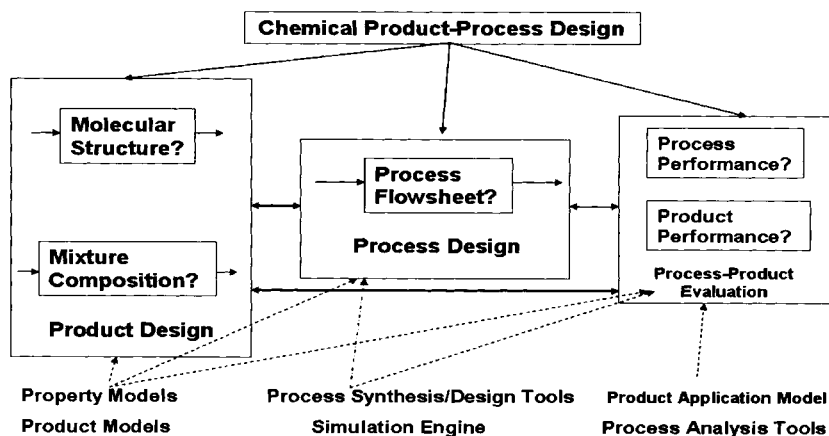 Chemical Product-Process Design
Molecular
Structure?
Mixture
Composition?
Product Design
Process
Flowsheet?
Process Design
Process
Performance?
Product
Performance?
Process-Product
Evaluation
Property Models
Product Models
Process Synthesis/Design Tools
Simulation Engine
Product Application Model
Process Analysis Tools